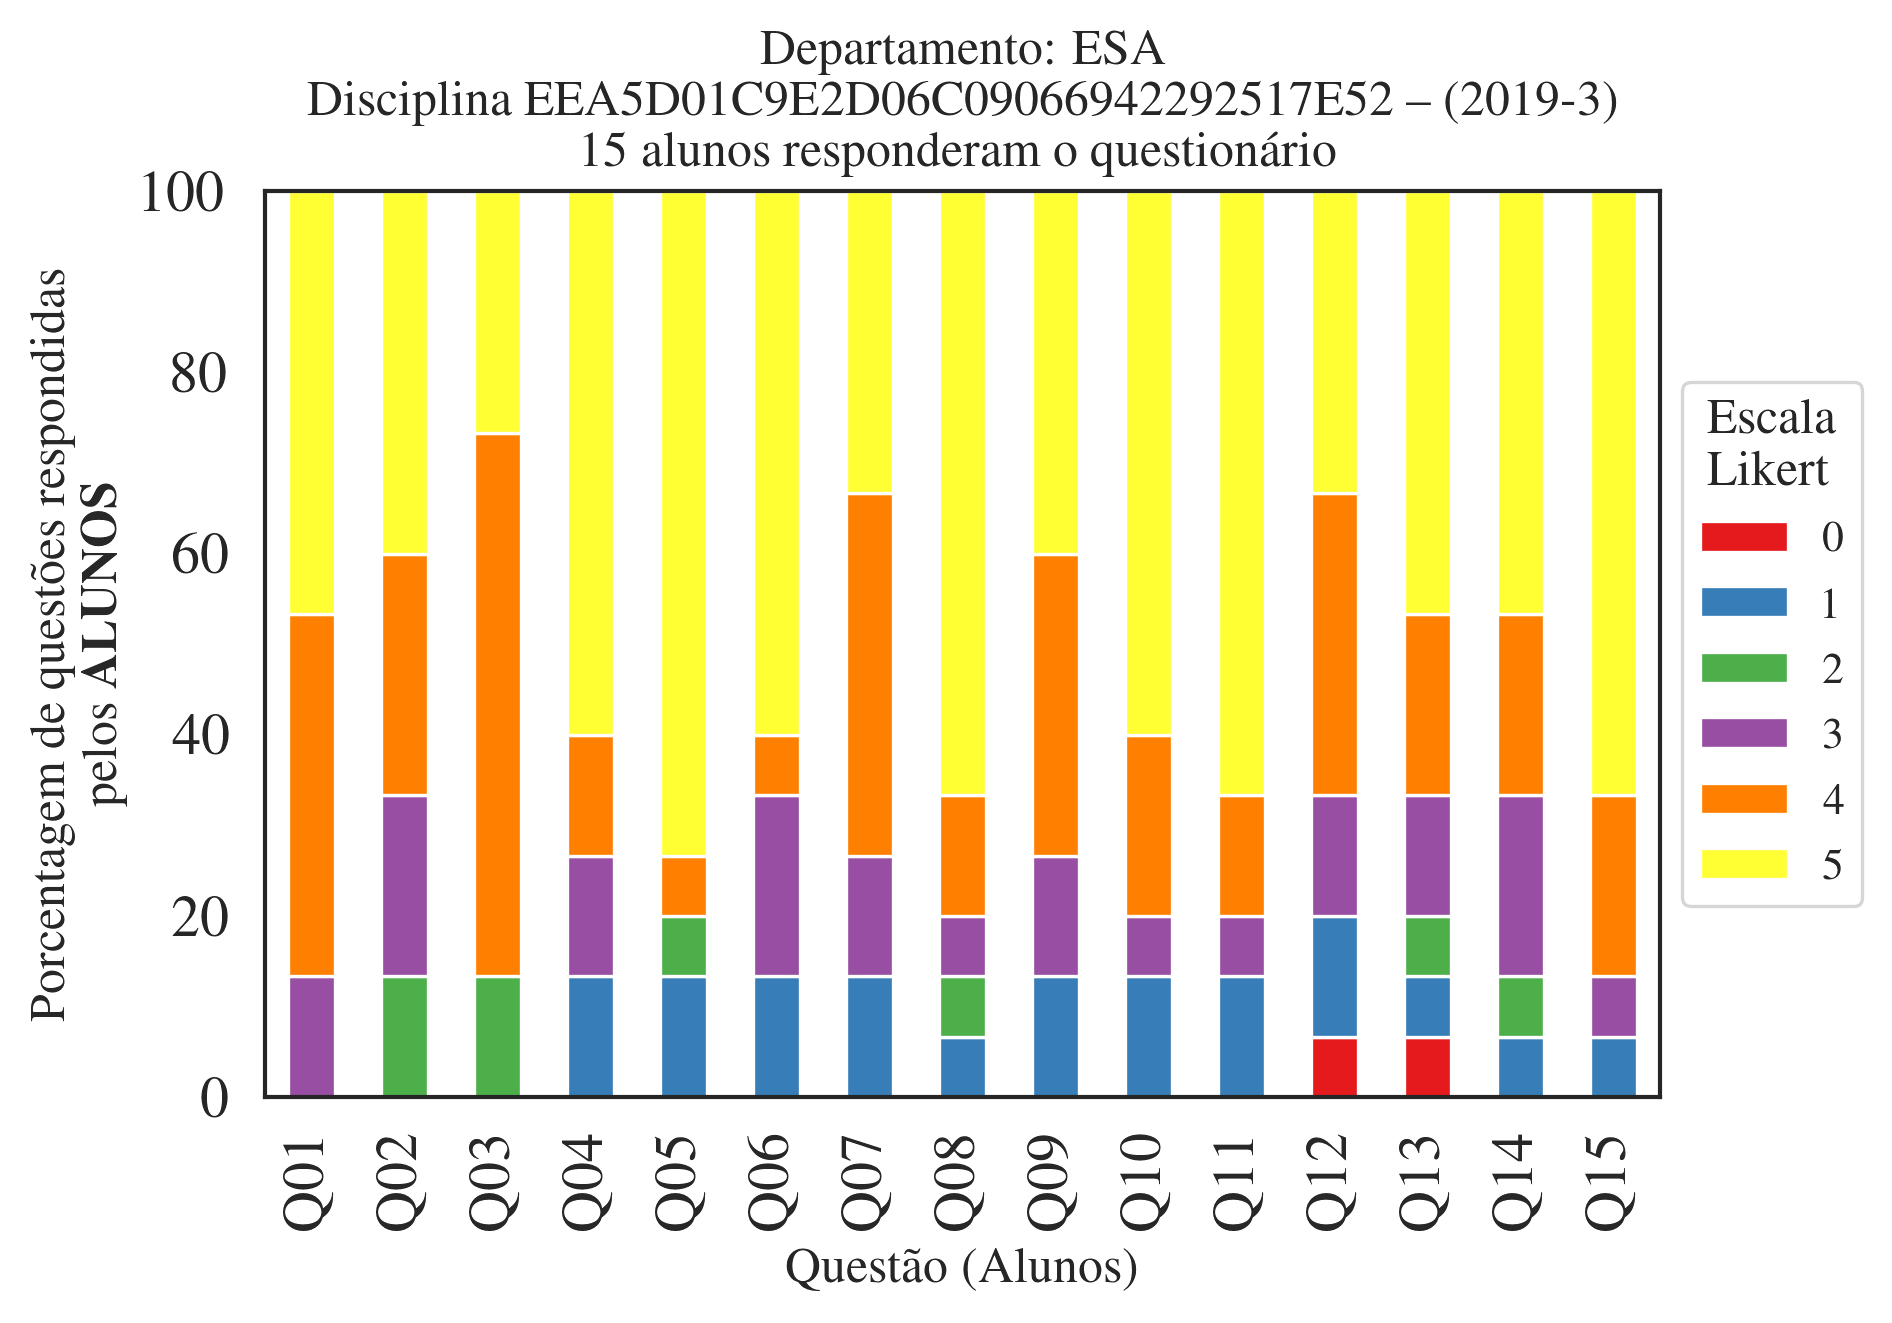 Departamento: ESA
Disciplina EEA5D01C9E2D06C09066942292517E52 – (2019-3)
15 alunos responderam o questionário
Porcentagem de questões respondidas
pelos ALUNOS
100
80
60
40
20
0
Q01
Q02
Q03
Q04
Q05
Q06
Q07
Q08
Q09
Q10
Q11
Q12
Q13
Q14
Q15
Questão (Alunos)
Escala
Likert
0
1
2
3
4
5